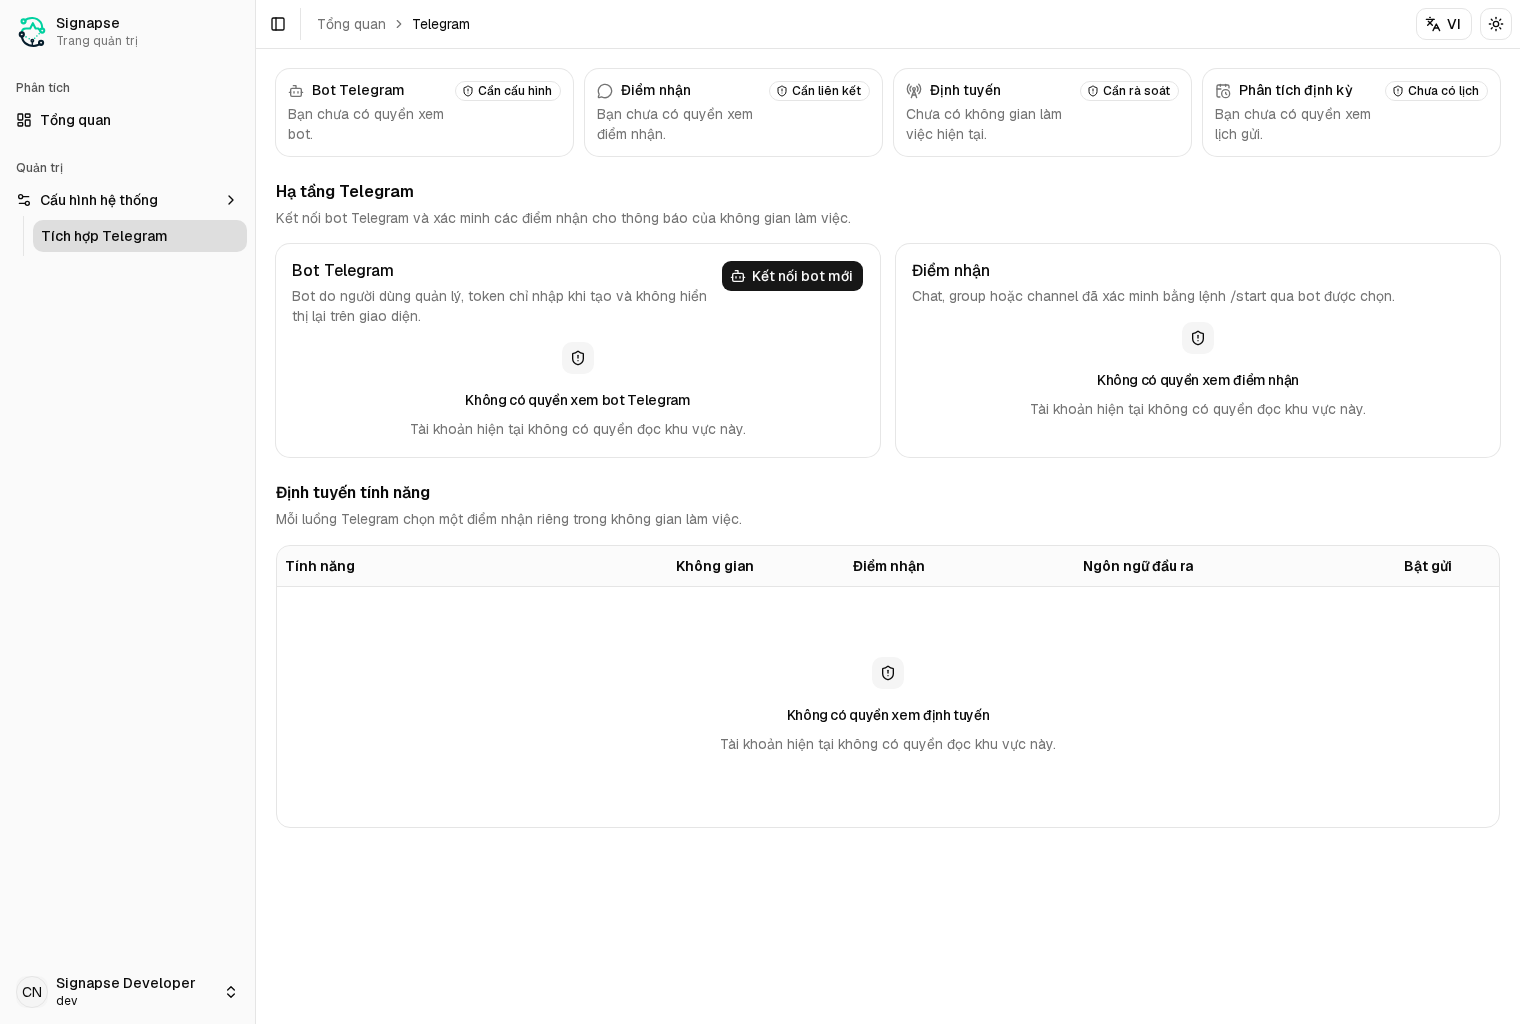 Signapse
Trang quản trị
Phân tích
Tổng quan
Quản trị
Cấu hình hệ thống
Tích hợp Telegram
Signapse Developer
CN
dev
Tổng quan
Telegram
VI
Bot Telegram
Cần cấu hình
Bạn chưa có quyền xem
bot.
Điểm nhận
Cần liên kết
Bạn chưa có quyền xem
điểm nhận.
Định tuyến
Cần rà soát
Chưa có không gian làm
việc hiện tại.
Phân tích định kỳ
Chưa có lịch
Bạn chưa có quyền xem
lịch gửi.
Hạ tầng Telegram
Kết nối bot Telegram và xác minh các điểm nhận cho thông báo của không gian làm việc.
Bot Telegram
Kết nối bot mới
Bot do người dùng quản lý, token chỉ nhập khi tạo và không hiển
thị lại trên giao diện.
Không có quyền xem bot Telegram
Tài khoản hiện tại không có quyền đọc khu vực này.
Điểm nhận
Chat, group hoặc channel đã xác minh bằng lệnh /start qua bot được chọn.
Không có quyền xem điểm nhận
Tài khoản hiện tại không có quyền đọc khu vực này.
Định tuyến tính năng
Mỗi luồng Telegram chọn một điểm nhận riêng trong không gian làm việc.
Tính năng
Không gian
Điểm nhận
Ngôn ngữ đầu ra
Bật gửi
Không có quyền xem định tuyến
Tài khoản hiện tại không có quyền đọc khu vực này.